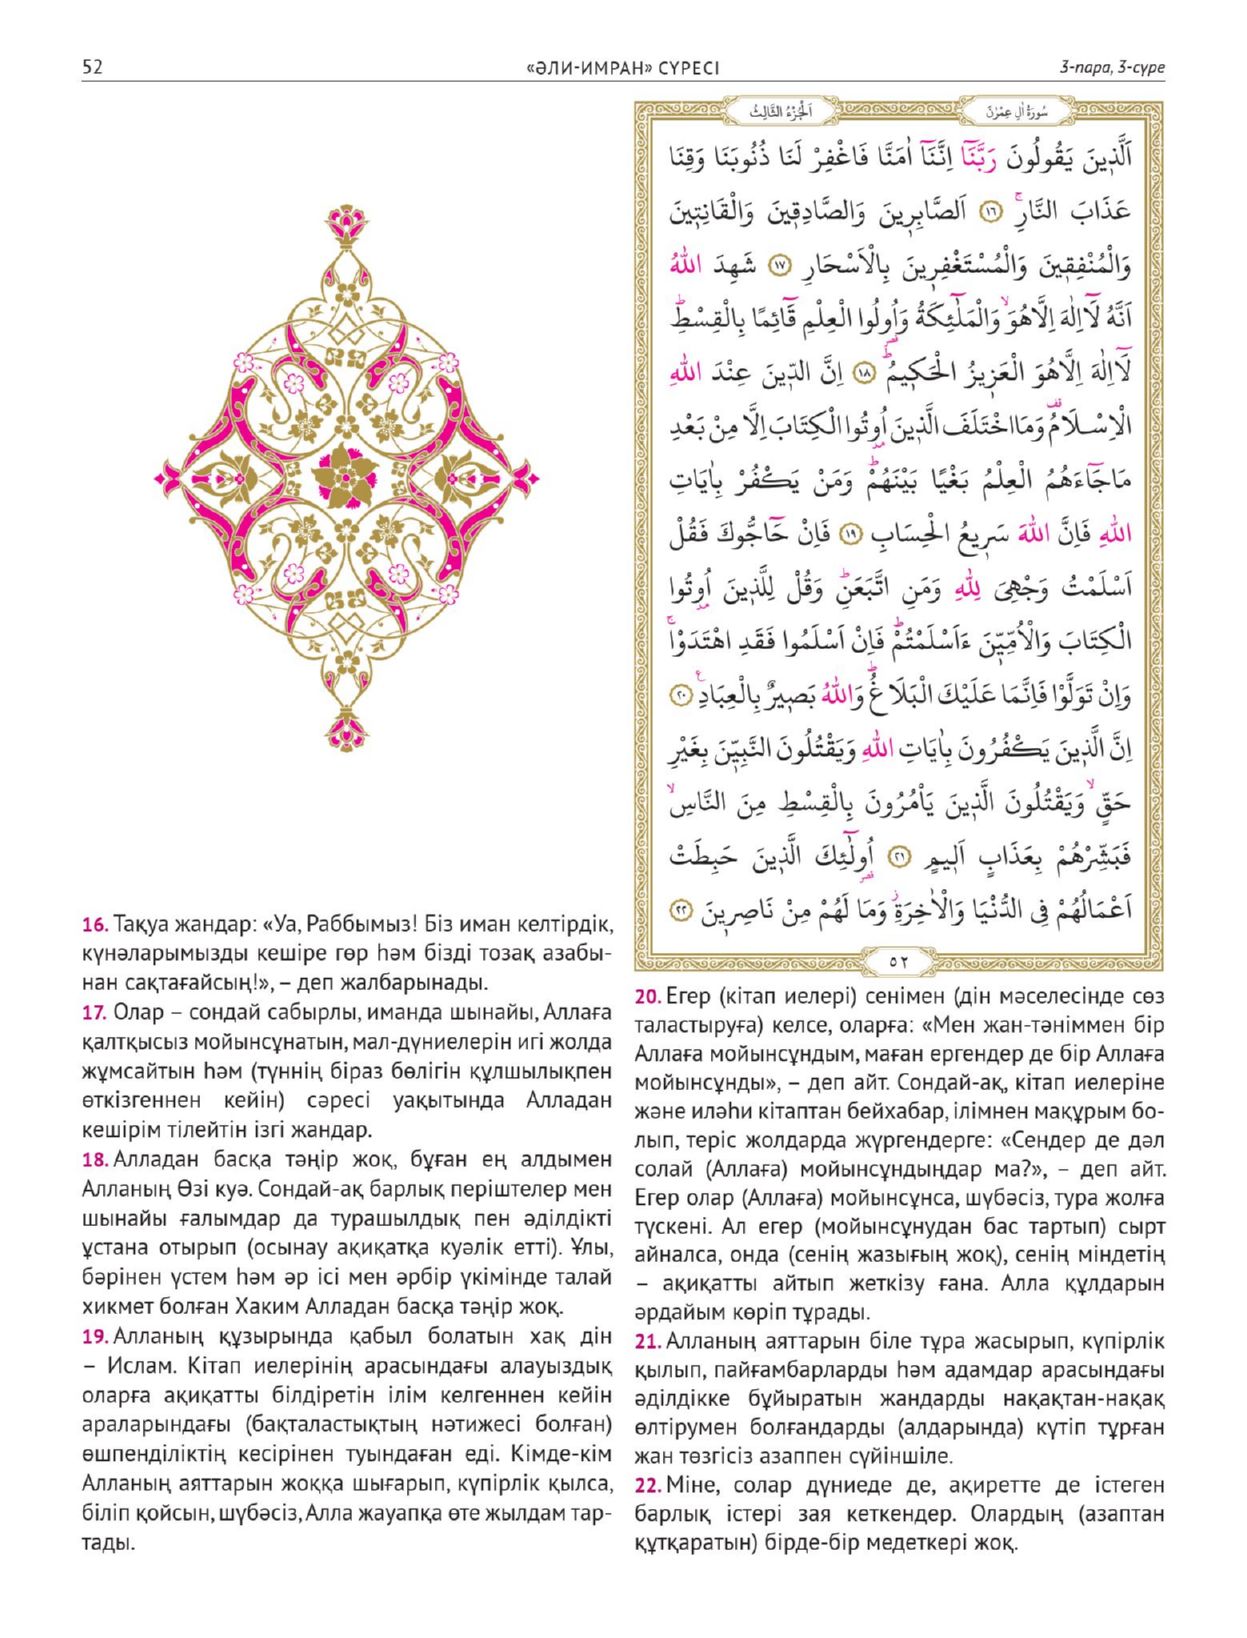 52
«ӘЛИ-ИМРАН» СҮРЕСІ
3-пара, 3-сүре
سُورَةُ اٰلِ عِمْرٰنَ
اَلْجُزْءُ الثَّالِثُ
اَلَّذ۪ينَ يَقُولُونَ رَبَّنَٓا اِنَّنَٓا اٰمَنَّا فَاغْفِرْ لَنَا ذُنُوبَنَا وَقِنَا
عَذَابَ النَّارِۚ ﴿١٦﴾ اَلصَّابِر۪ينَ وَالصَّادِق۪ينَ وَالْقَانِت۪ينَ
وَالْمُنْفِق۪ينَ وَالْمُسْتَغْفِر۪ينَ بِالْاَسْحَارِ ﴿١٧﴾ شَهِدَ اللّٰهُ
اَنَّهُ لَٓا اِلٰهَ اِلَّا هُوَۙ وَالْمَلٰٓئِكَةُ وَاُو۬لُوا الْعِلْمِ قَٓائِمًا بِالْقِسْطِۜ
لَٓا اِلٰهَ اِلَّا هُوَ الْعَز۪يزُ الْحَك۪يمُۜ ﴿١٨﴾ اِنَّ الدّ۪ينَ عِنْدَ اللّٰهِ
الْاِسْلَامُ۠ وَمَا اخْتَلَفَ الَّذ۪ينَ اُو۫تُوا الْكِتَابَ اِلَّا مِنْ بَعْدِ
مَا جَٓاءَهُمُ الْعِلْمُ بَغْيًا بَيْنَهُمْۜ وَمَنْ يَكْفُرْ بِاٰيَاتِ
اللّٰهِ فَاِنَّ اللّٰهَ سَر۪يعُ الْحِسَابِ ﴿١٩﴾ فَاِنْ حَٓاجُّوكَ فَقُلْ
اَسْلَمْتُ وَجْهِيَ لِلّٰهِ وَمَنِ اتَّبَعَنِۜ وَقُلْ لِلَّذ۪ينَ اُو۫تُوا
الْكِتَابَ وَالْاُمِّيّ۪نَ ءَاَسْلَمْتُمْۜ فَاِنْ اَسْلَمُوا فَقَدِ اهْتَدَوْاۚ
وَاِنْ تَوَلَّوْا فَاِنَّمَا عَلَيْكَ الْبَلَاغُۜ وَاللّٰهُ بَص۪يرٌ بِالْعِبَادِ۟ ﴿٢٠﴾
اِنَّ الَّذ۪ينَ يَكْفُرُونَ بِاٰيَاتِ اللّٰهِ وَيَقْتُلُونَ النَّبِيّ۪نَ بِغَيْرِ
حَقٍّۙ وَيَقْتُلُونَ الَّذ۪ينَ يَأْمُرُونَ بِالْقِسْطِ مِنَ النَّاسِۙ
فَبَشِّرْهُمْ بِعَذَابٍ اَل۪يمٍ ﴿٢١﴾ اُو۬لٰٓئِكَ الَّذ۪ينَ حَبِطَتْ
اَعْمَالُهُمْ فِي الدُّنْيَا وَالْاٰخِرَةِۘ وَمَا لَهُمْ مِنْ نَاصِر۪ينَ ﴿٢٢﴾
٥٢
16. Тақуа жандар: «Уа, Раббымыз! Біз иман келтірдік,
күнәларымызды кешіре гөр һәм бізді тозақ азабы-
нан сақтағайсың!», – деп жалбарынады.
17. Олар – сондай сабырлы, иманда шынайы, Аллаға
қалтқысыз мойынсұнатын, мал-дүниелерін игі жолда
жұмсайтын һәм (түннің біраз бөлігін құлшылықпен
өткізгеннен кейін) сәресі уақытында Алладан
кешірім тілейтін ізгі жандар.
18. Алладан басқа тәңір жоқ, бұған ең алдымен
Алланың Өзі куә. Сондай-ақ барлық періштелер мен
шынайы ғалымдар да турашылдық пен әділдікті
ұстана отырып (осынау ақиқатқа куәлік етті). Ұлы,
бәрінен үстем һәм әр ісі мен әрбір үкімінде талай
хикмет болған Хаким Алладан басқа тәңір жоқ.
19. Алланың құзырында қабыл болатын хақ дін
– Ислам. Кітап иелерінің арасындағы алауыздық
оларға ақиқатты білдіретін ілім келгеннен кейін
араларындағы (бақталастықтың нәтижесі болған)
өшпенділіктің кесірінен туындаған еді. Кімде-кім
Алланың аяттарын жоққа шығарып, күпірлік қылса,
біліп қойсын, шүбәсіз, Алла жауапқа өте жылдам тар-
тады.
20. Егер (кітап иелері) сенімен (дін мәселесінде сөз
таластыруға) келсе, оларға: «Мен жан-тәніммен бір
Аллаға мойынсұндым, маған ергендер де бір Аллаға
мойынсұнды», – деп айт. Сондай-ақ, кітап иелеріне
және иләһи кітаптан бейхабар, ілімнен мақұрым бо-
лып, теріс жолдарда жүргендерге: «Сендер де дәл
солай (Аллаға) мойынсұндыңдар ма?», – деп айт.
Егер олар (Аллаға) мойынсұнса, шүбәсіз, тура жолға
түскені. Ал егер (мойынсұнудан бас тартып) сырт
айналса, онда (сенің жазығың жоқ), сенің міндетің
– ақиқатты айтып жеткізу ғана. Алла құлдарын
әрдайым көріп тұрады.
21. Алланың аяттарын біле тұра жасырып, күпірлік
қылып, пайғамбарларды һәм адамдар арасындағы
әділдікке бұйыратын жандарды нақақтан-нақақ
өлтірумен болғандарды (алдарында) күтіп тұрған
жан төзгісіз азаппен сүйіншіле.
22. Міне, солар дүниеде де, ақиретте де істеген
барлық істері зая кеткендер. Олардың (азаптан
құтқаратын) бірде-бір медеткері жоқ.